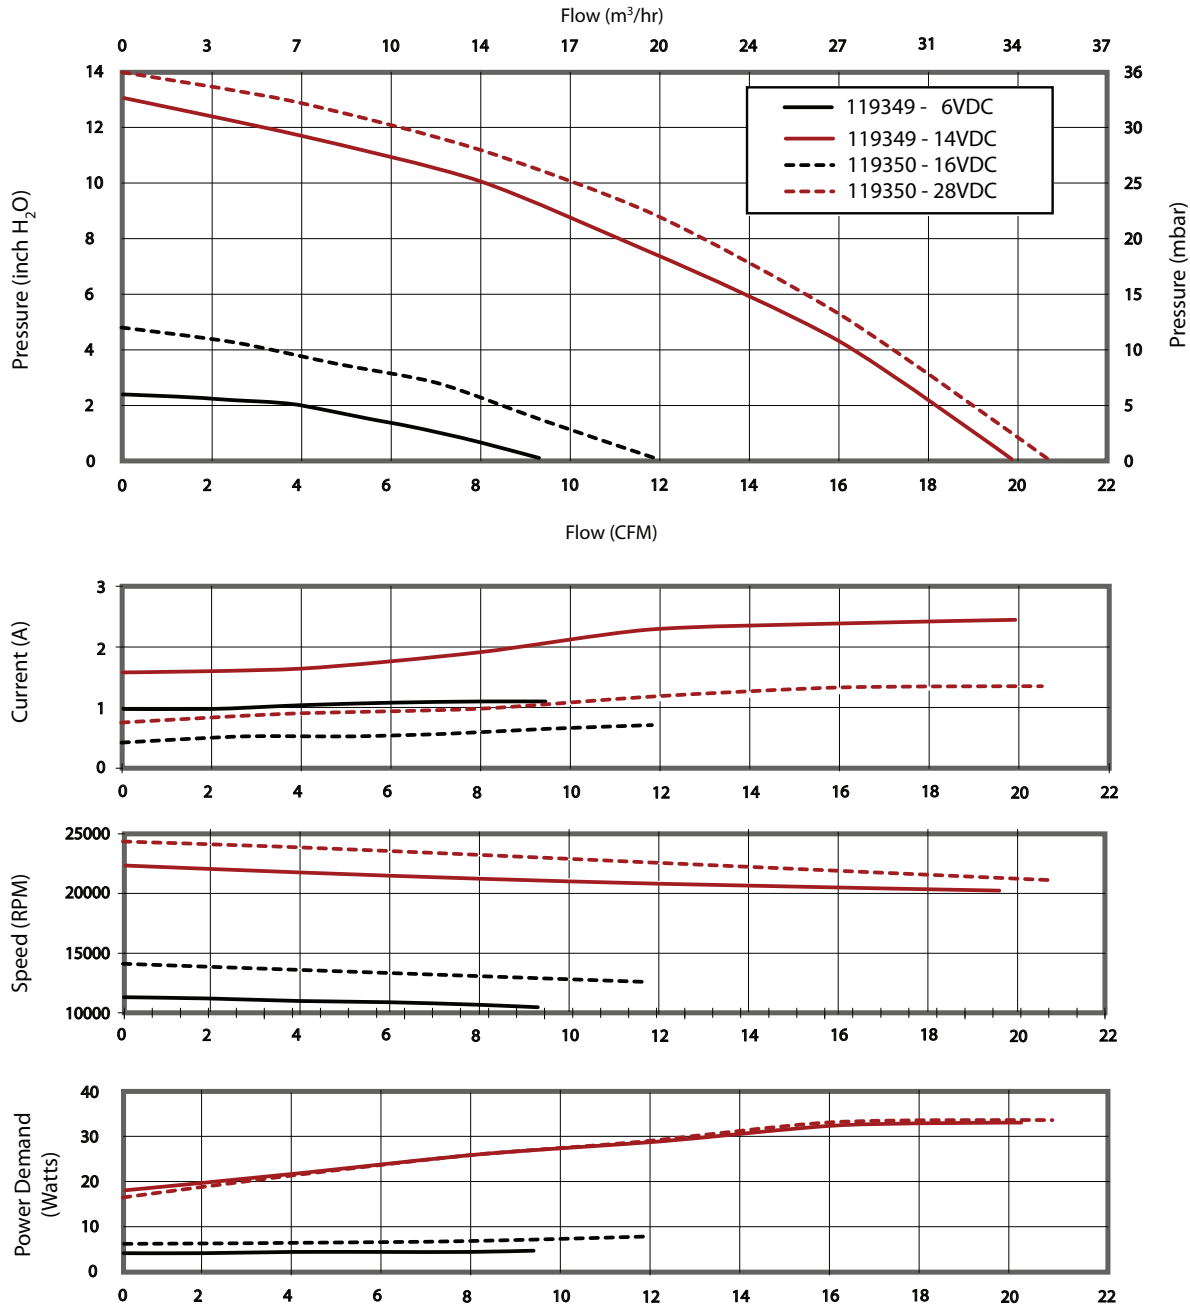 Flow (m³/hr)
0 3 7 10 14 17 20 24 27 31 34 37
14 36
119349 - 6VDC
12 30
119349 - 14VDC
119350 - 16VDC
10 25
119350 - 28VDC
8 20
6 15
4 10
2 5
0 0
Pressure (inch H₂O)
Pressure (mbar)
0 2 4 6 8 10 12 14 16 18 20 22
Flow (CFM)
3
2
1
0
Current (A)
0 2 4 6 8 10 12 14 16 18 20 22
25000
20000
15000
10000
Speed (RPM)
0 2 4 6 8 10 12 14 16 18 20 22
40
30
20
10
0
Power Demand
(Watts)
0 2 4 6 8 10 12 14 16 18 20 22